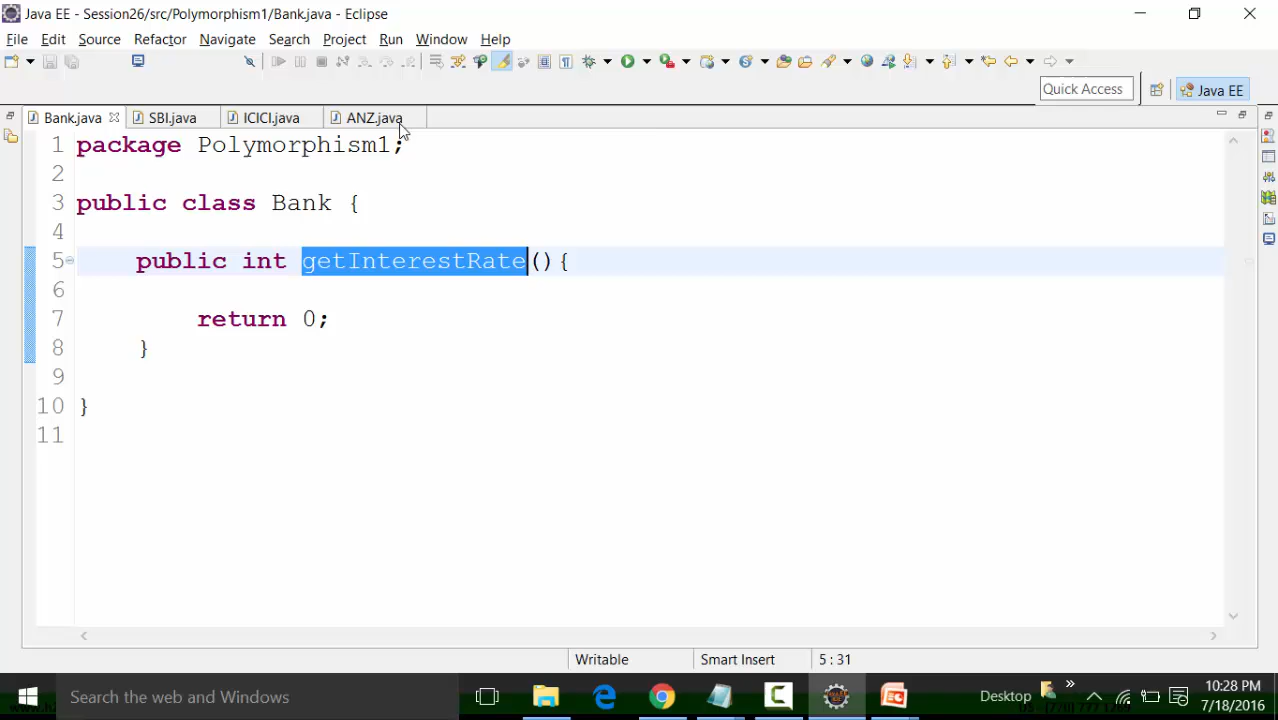 Java EE - Session26/src/Polymorphism1/Bank.java - Eclipse
File Edit Source Refactor Navigate Search Project Run Window Help
Quick Access Java EE
Bank.java SBI.java ICICI.java ANZ.java
1 package Polymorphism1;
2
3 public class Bank {
4
5 public int getInterestRate(){
6
7 return 0;
8 }
9
10 }
11
Writable Smart Insert 5 : 31
Search the web and Windows Desktop 10:28 PM
7/18/2016